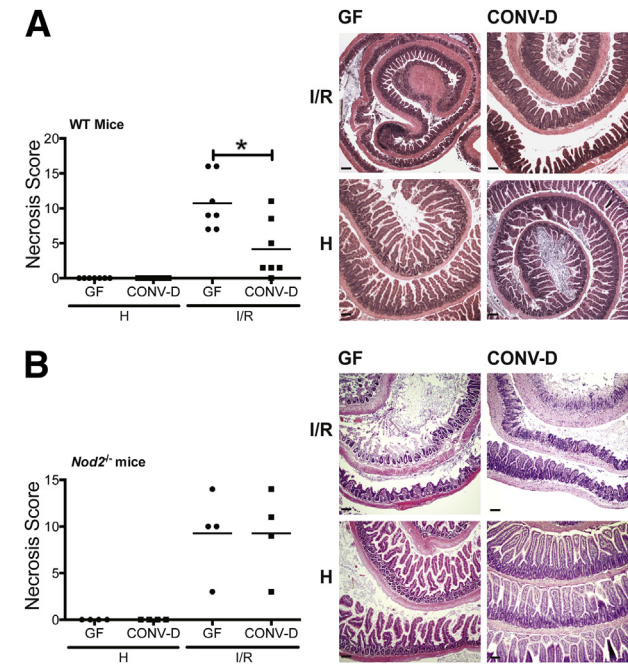 A
GF CONV-D
I/R
H
WT Mice
Necrosis Score
20
15
10
5
0
*
GF CONV-D GF CONV-D
H I/R
B
GF CONV-D
I/R
H
Nod2-/- mice
Necrosis Score
15
10
5
0
GF CONV-D GF CONV-D
H I/R